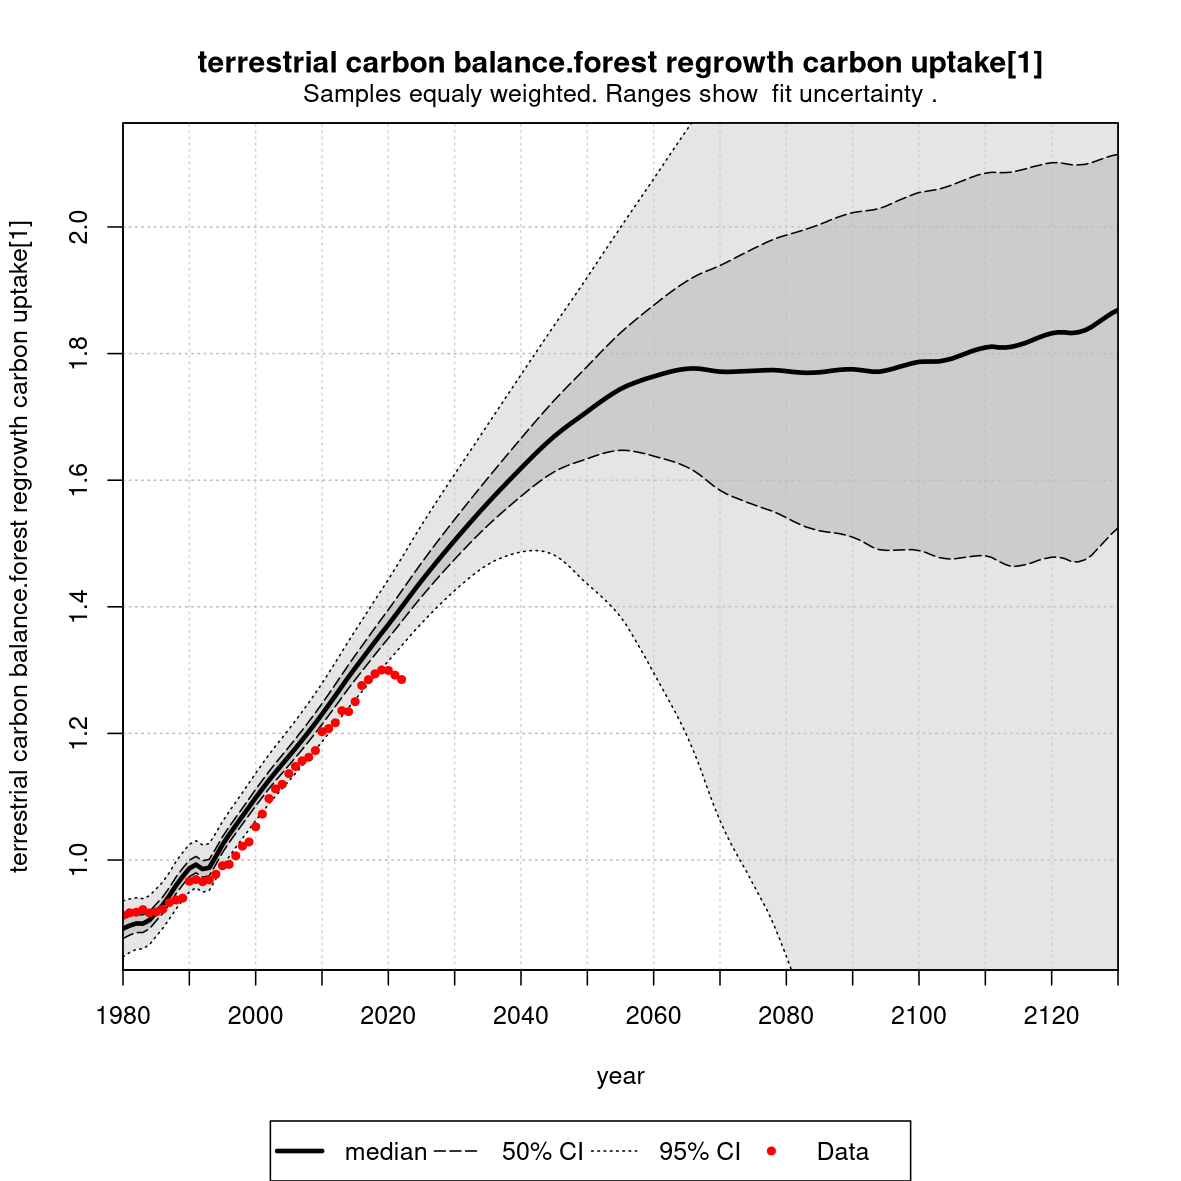 terrestrial carbon balance.forest regrowth carbon uptake[1]
Samples equaly weighted. Ranges show  fit uncertainty .
terrestrial carbon balance.forest regrowth carbon uptake[1]
2.0
1.8
1.6
1.4
1.2
1.0
1980 2000 2020 2040 2060 2080 2100 2120
year
median 50% CI 95% CI Data